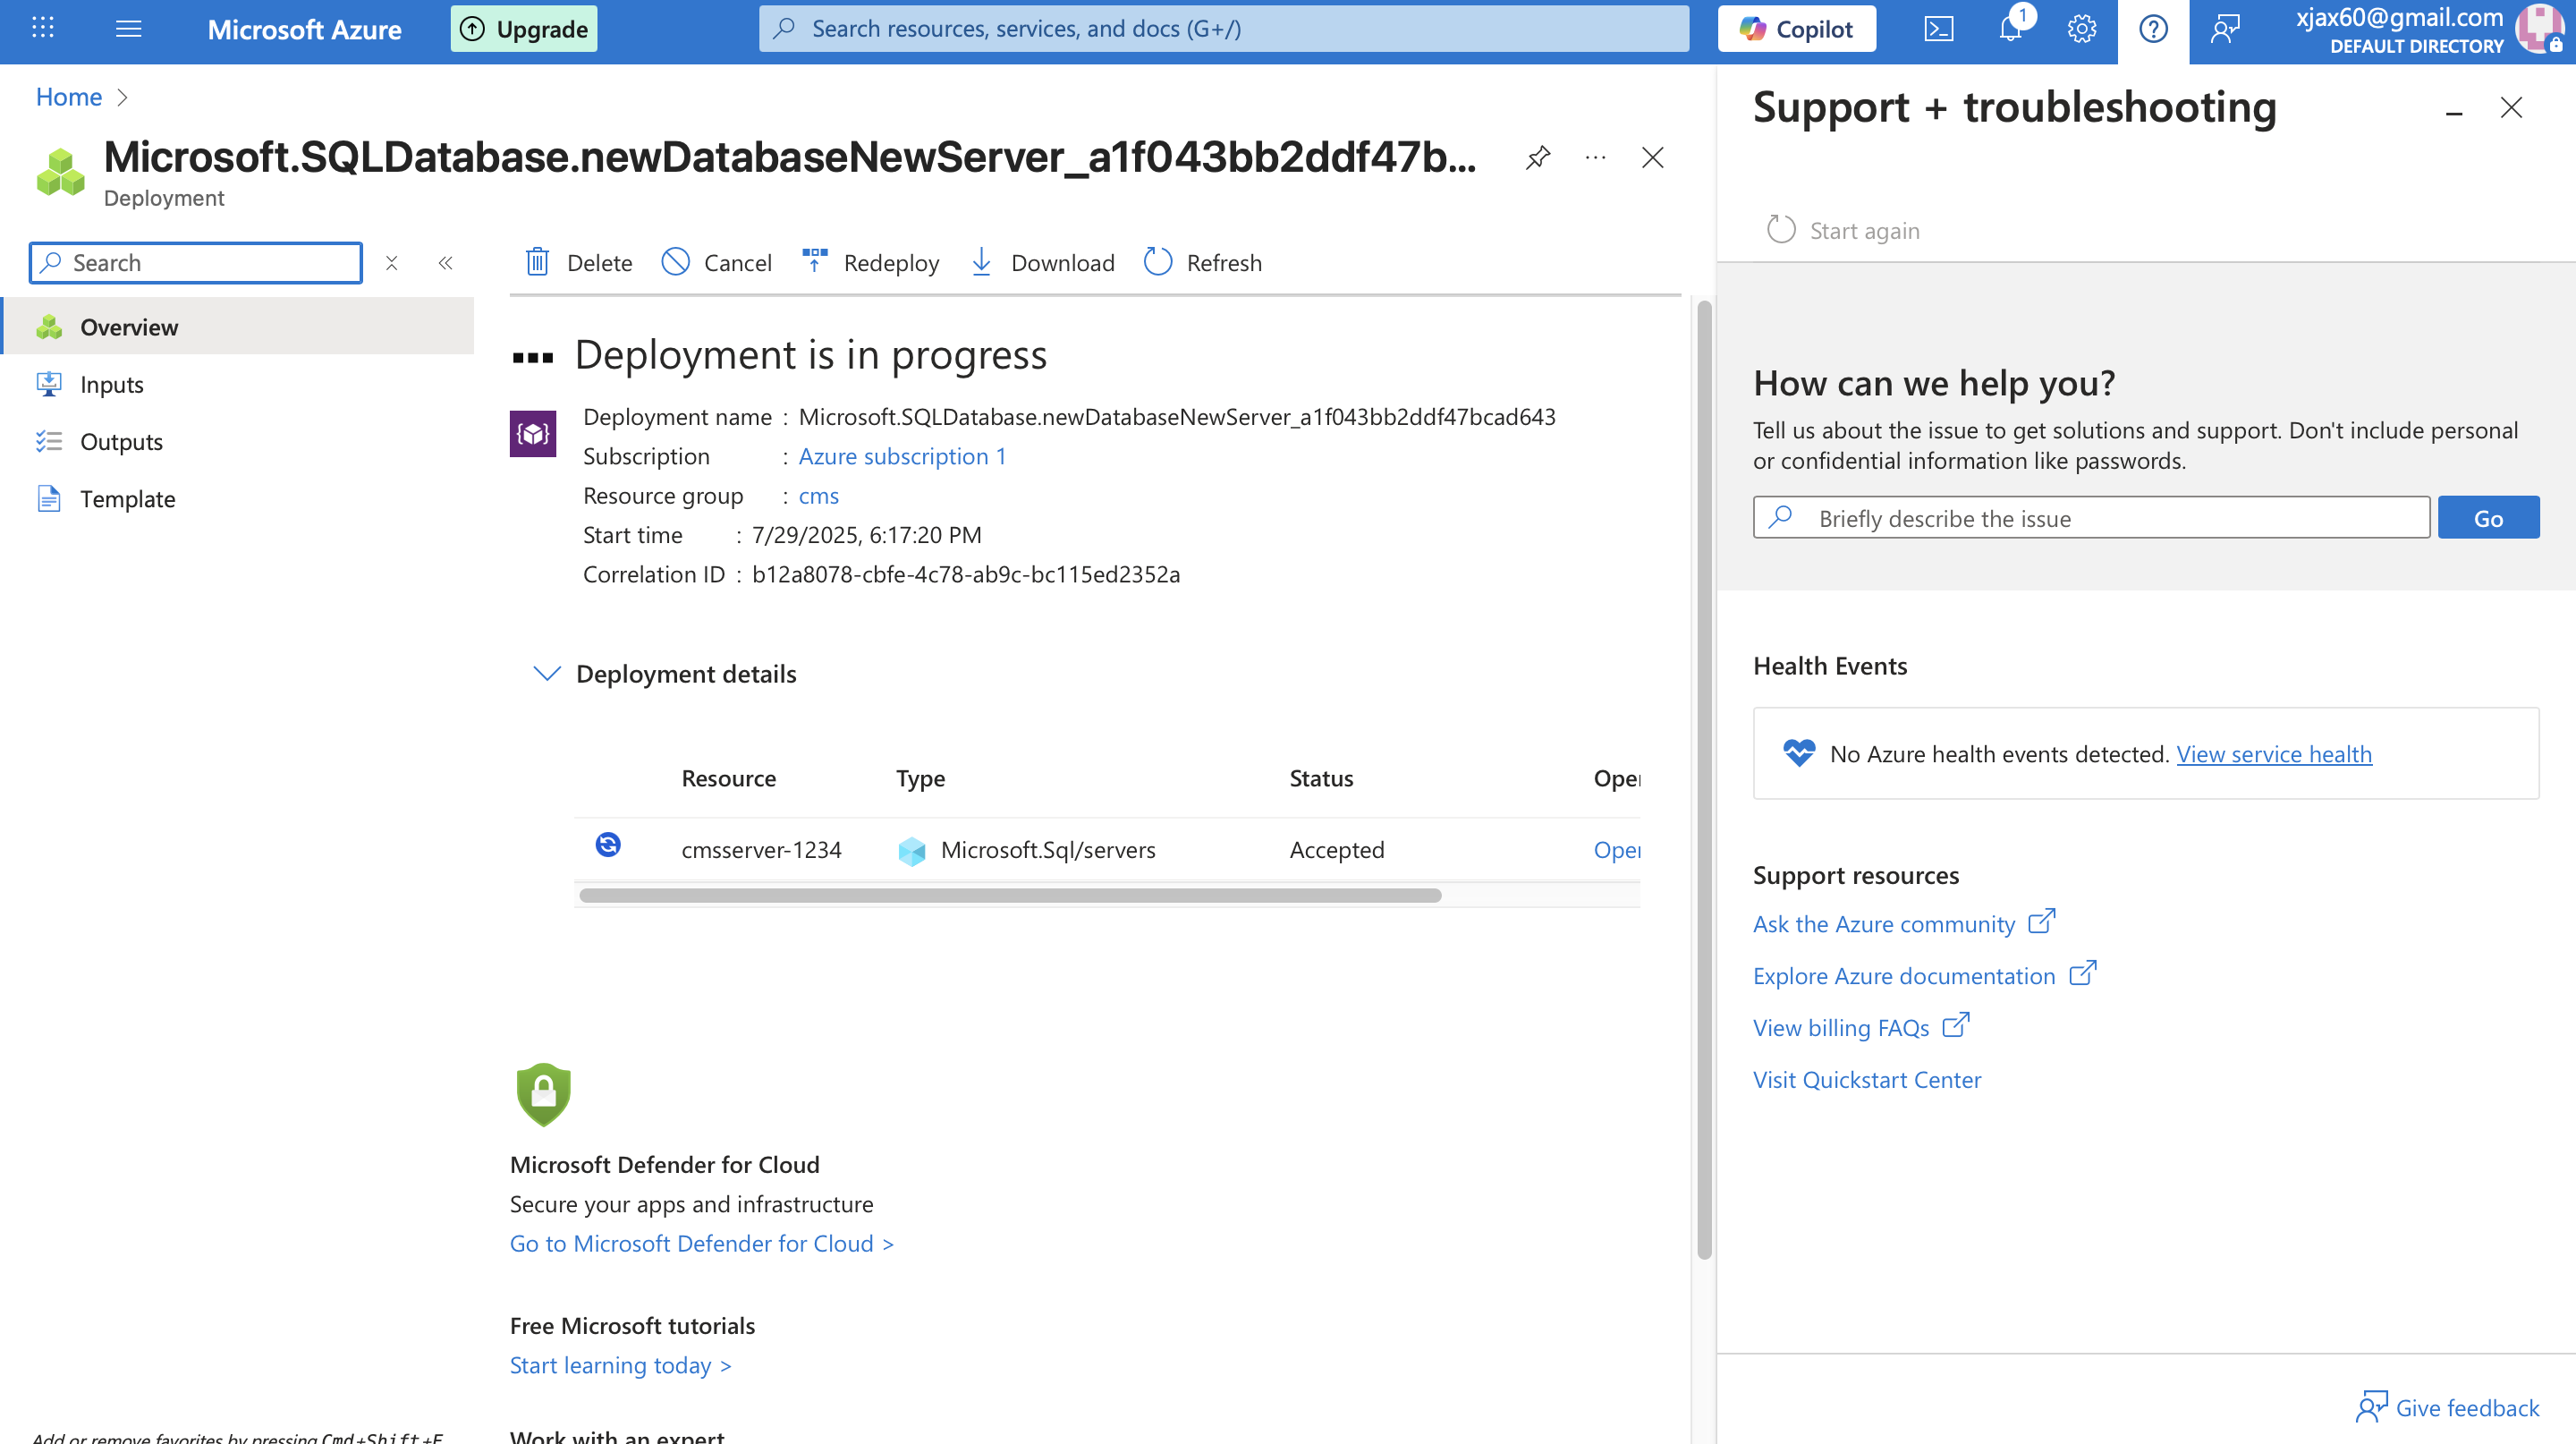 Microsoft Azure
Upgrade
Search resources, services, and docs (G+/)
Copilot
1
xjax60@gmail.com
DEFAULT DIRECTORY
Home
Microsoft.SQLDatabase.newDatabaseNewServer_a1f043bb2ddf47b...
Deployment
Search
Delete
Cancel
Redeploy
Download
Refresh
Overview
Inputs
Outputs
Template
Deployment is in progress
Deployment name : Microsoft.SQLDatabase.newDatabaseNewServer_a1f043bb2ddf47bcad643
Subscription : Azure subscription 1
Resource group : cms
Start time : 7/29/2025, 6:17:20 PM
Correlation ID : b12a8078-cbfe-4c78-ab9c-bc115ed2352a
Deployment details
Resource Type Status Oper
cmsserver-1234 Microsoft.Sql/servers Accepted Oper
Microsoft Defender for Cloud
Secure your apps and infrastructure
Go to Microsoft Defender for Cloud >
Free Microsoft tutorials
Start learning today >
Work with an expert
Add or remove favorites by pressing Cmd+Shift+F
Support + troubleshooting
Start again
How can we help you?
Tell us about the issue to get solutions and support. Don't include personal
or confidential information like passwords.
Briefly describe the issue
Go
Health Events
No Azure health events detected. View service health
Support resources
Ask the Azure community
Explore Azure documentation
View billing FAQs
Visit Quickstart Center
Give feedback